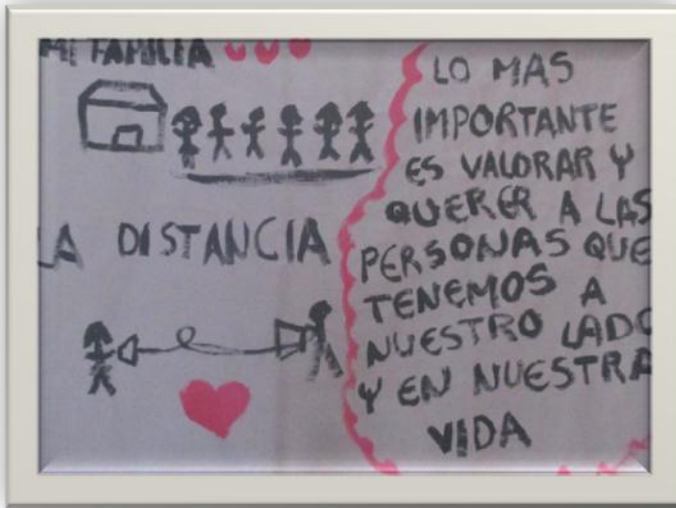 MI FAMILIA
LA DISTANCIA
LO MAS
IMPORTANTE
ES VALORAR Y
QUERER A LAS
PERSONAS QUE
TENEMOS A
NUESTRO LADO
Y EN NUESTRA
VIDA